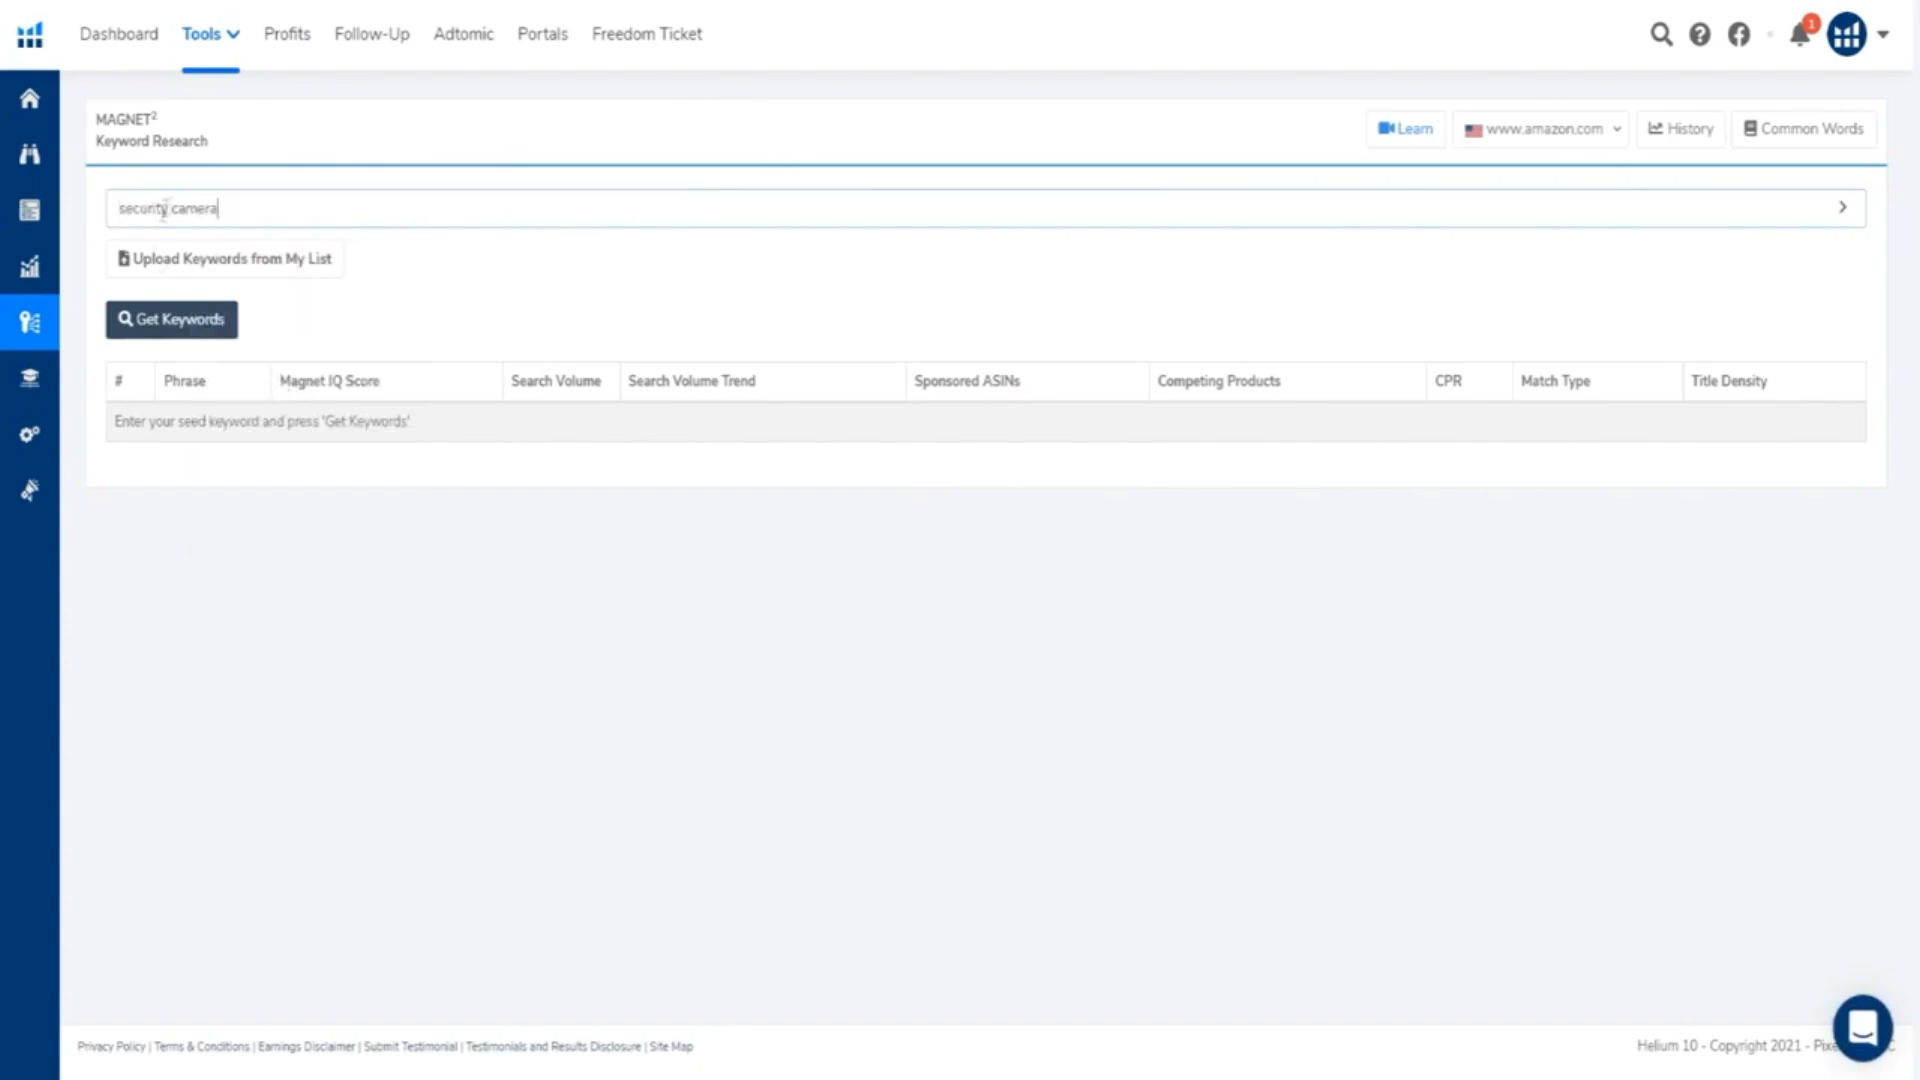 Dashboard Tools Profits Follow-Up Adtomic Portals Freedom Ticket 1
MAGNET²
Keyword Research
Learn www.amazon.com History Common Words
security camera
Upload Keywords from My List
Get Keywords
# Phrase Magnet IQ Score Search Volume Search Volume Trend Sponsored ASINs Competing Products CPR Match Type Title Density
Enter your seed keyword and press 'Get Keywords'.
Privacy Policy | Terms & Conditions | Earnings Disclaimer | Submit Testimonial | Testimonials and Results Disclosure | Site Map
Helium 10 - Copyright 2021 -